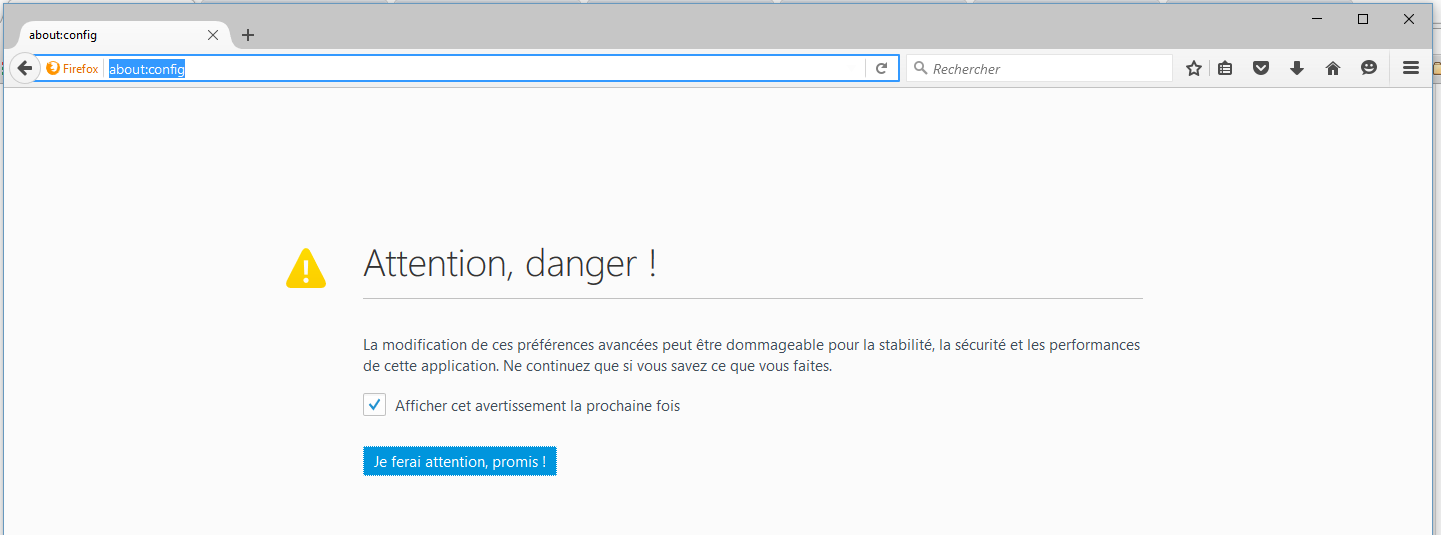 about:config
Firefox about:config Rechercher
Attention, danger !
La modification de ces préférences avancées peut être dommageable pour la stabilité, la sécurité et les performances
de cette application. Ne continuez que si vous savez ce que vous faites.
Afficher cet avertissement la prochaine fois
Je ferai attention, promis !